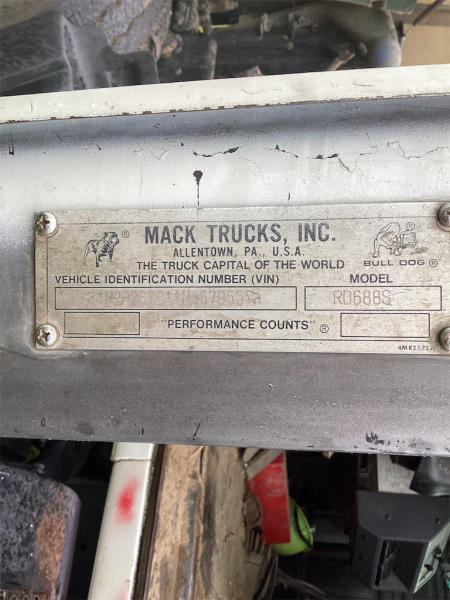 MACK TRUCKS, INC.
ALLENTOWN, PA., U.S.A.
THE TRUCK CAPITAL OF THE WORLD
BULL DOG ®
VEHICLE IDENTIFICATION NUMBER (VIN)
MODEL
RD688S
"PERFORMANCE COUNTS" ®